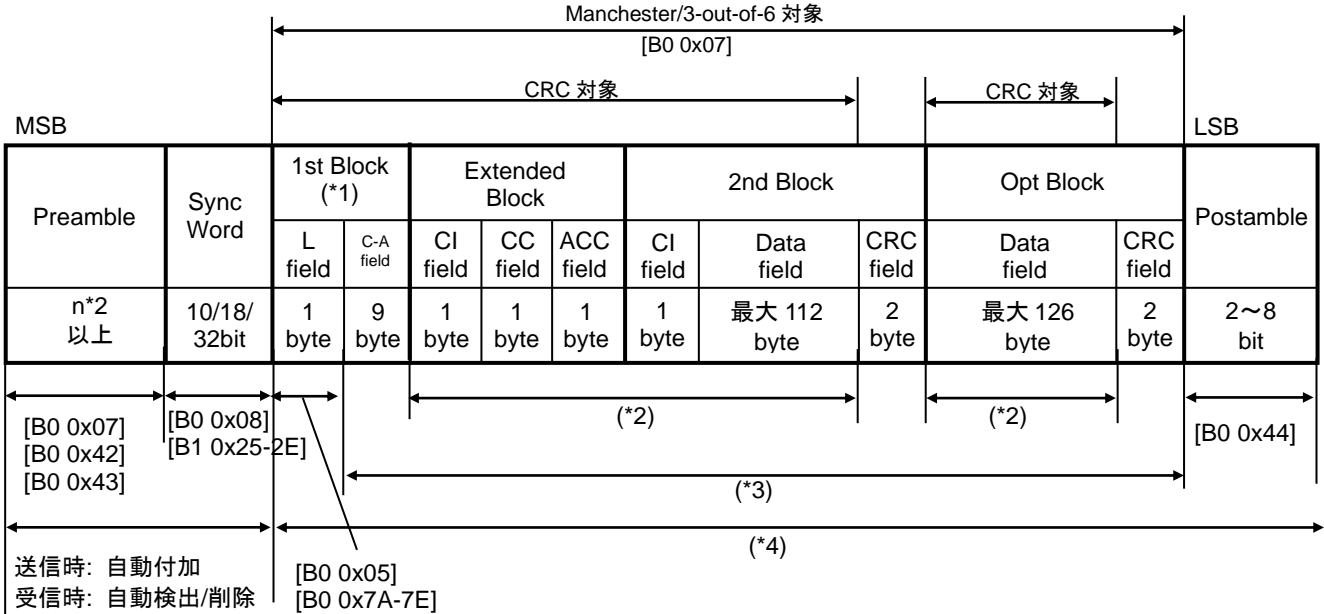 Manchester/3-out-of-6 対象
[B0 0x07]
CRC 対象
CRC 対象
MSB
LSB
Preamble
Sync
Word
1st Block
(*1)
Extended
Block
2nd Block
Opt Block
Postamble
L
field
C-A
field
CI
field
CC
field
ACC
field
CI
field
Data
field
CRC
field
Data
field
CRC
field
n*2
以上
10/18/
32bit
1
byte
9
byte
1
byte
1
byte
1
byte
1
byte
最大 112
byte
2
byte
最大 126
byte
2
byte
2～8
bit
[B0 0x07]
[B0 0x42]
[B0 0x43]
[B0 0x08]
[B1 0x25-2E]
(*2)
(*2)
[B0 0x44]
(*3)
(*4)
送信時: 自動付加
受信時: 自動検出/削除
[B0 0x05]
[B0 0x7A-7E]